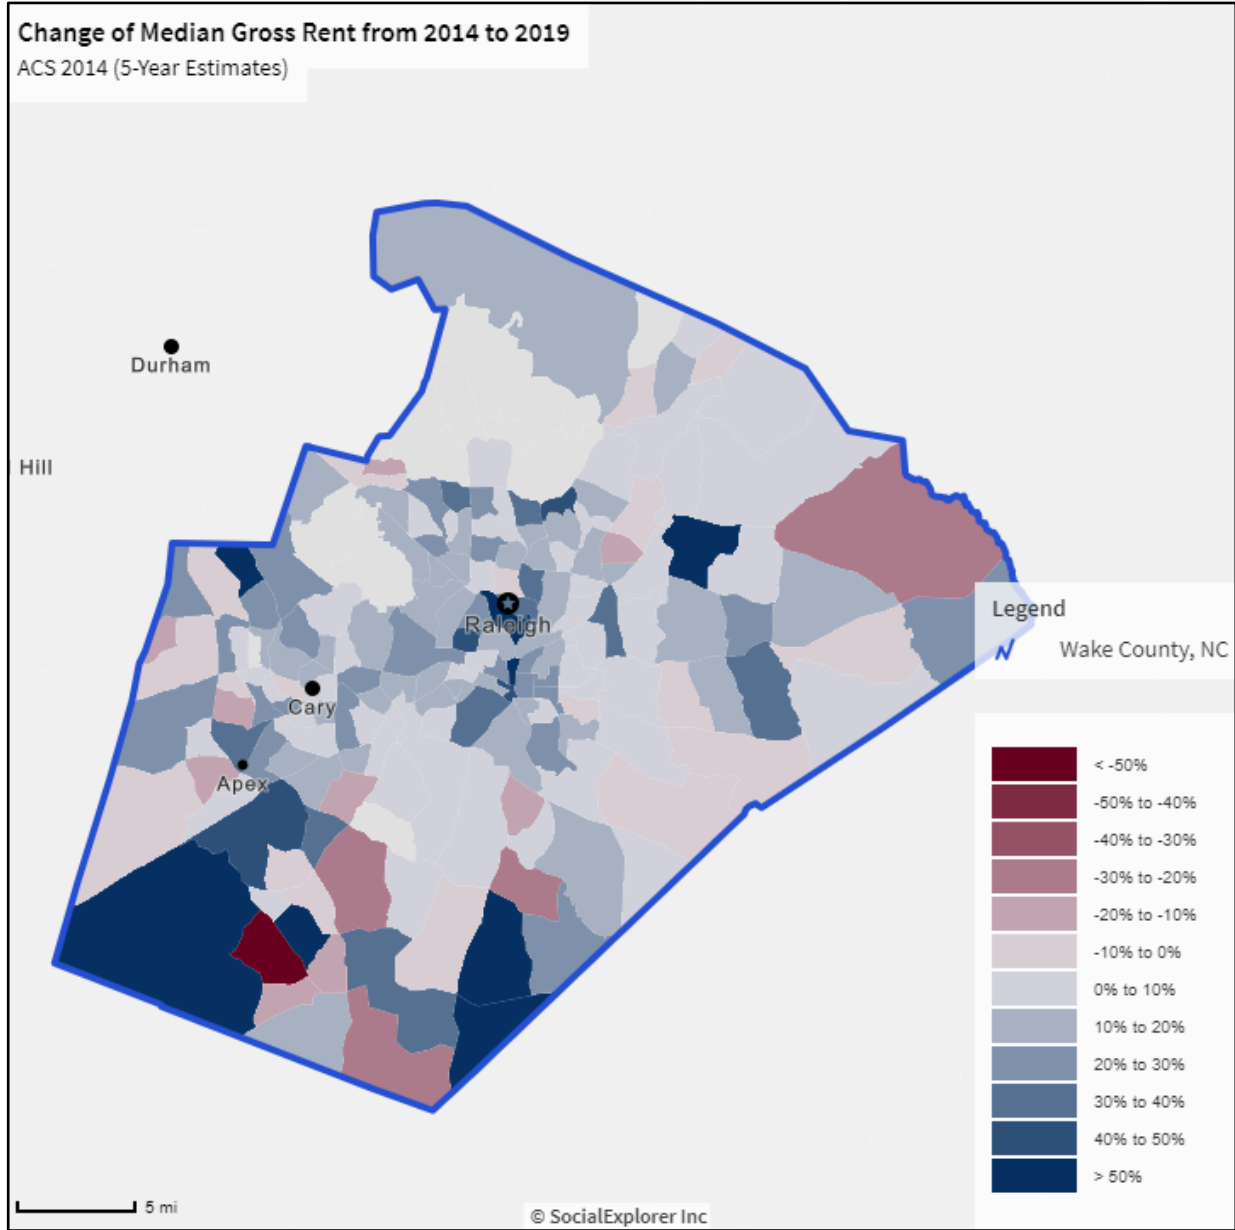 Change of Median Gross Rent from 2014 to 2019
ACS 2014 (5-Year Estimates)
Durham
Hill
Raleigh
Cary
Apex
Legend
Wake County, NC
< -50%
-50% to -40%
-40% to -30%
-30% to -20%
-20% to -10%
-10% to 0%
0% to 10%
10% to 20%
20% to 30%
30% to 40%
40% to 50%
> 50%
5 mi
© SocialExplorer Inc